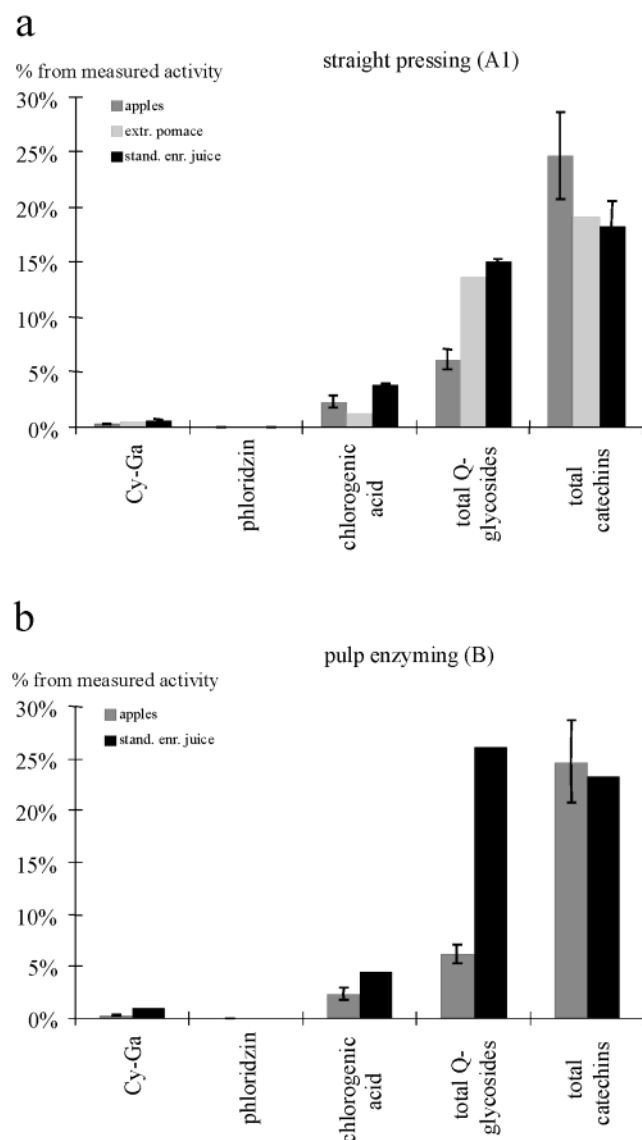 a
straight pressing (A1)
% from measured activity
30%
apples
extr. pomace
stand. enr. juice
25%
20%
15%
10%
5%
0%
Cy-Ga
phloridzin
chlorogenic
acid
total Q-
glycosides
total
catechins
b
pulp enzyming (B)
% from measured activity
30%
apples
stand. enr. juice
25%
20%
15%
10%
5%
0%
Cy-Ga
phloridzin
chlorogenic
acid
total Q-
glycosides
total
catechins